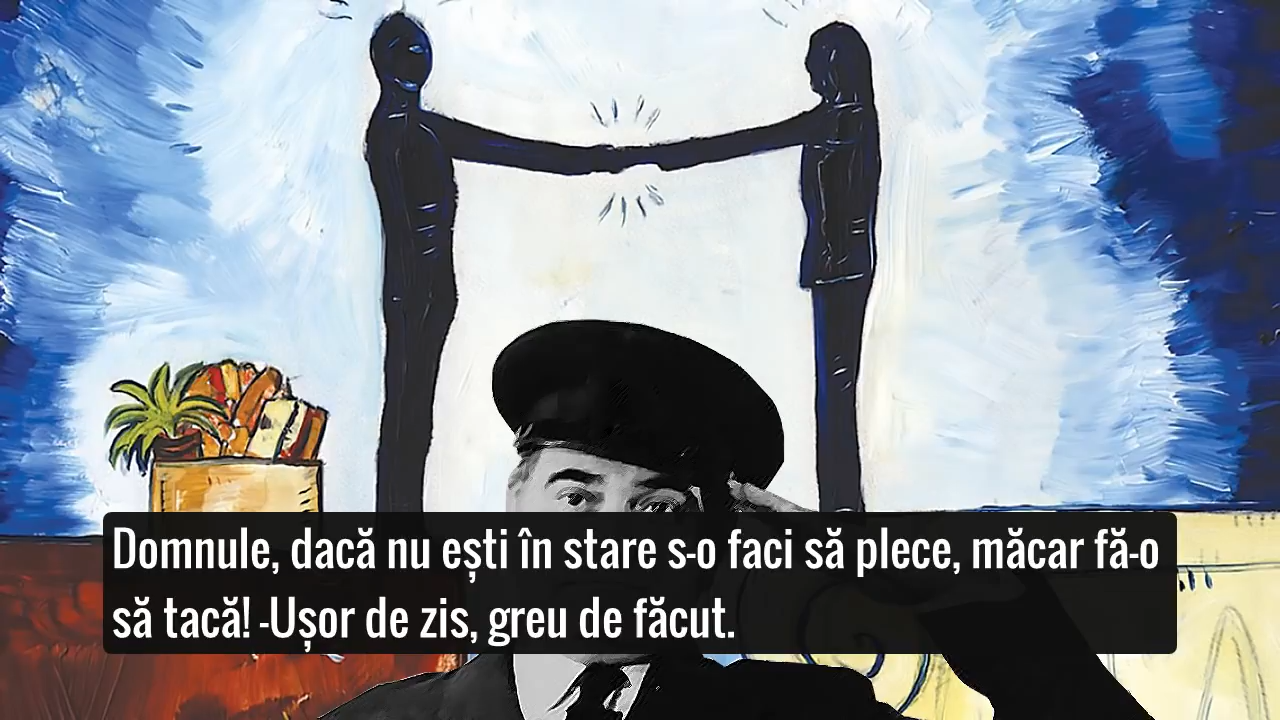 Domnule, dacă nu ești în stare s-o faci să plece, măcar fă-o
să tacă! -Ușor de zis, greu de făcut.